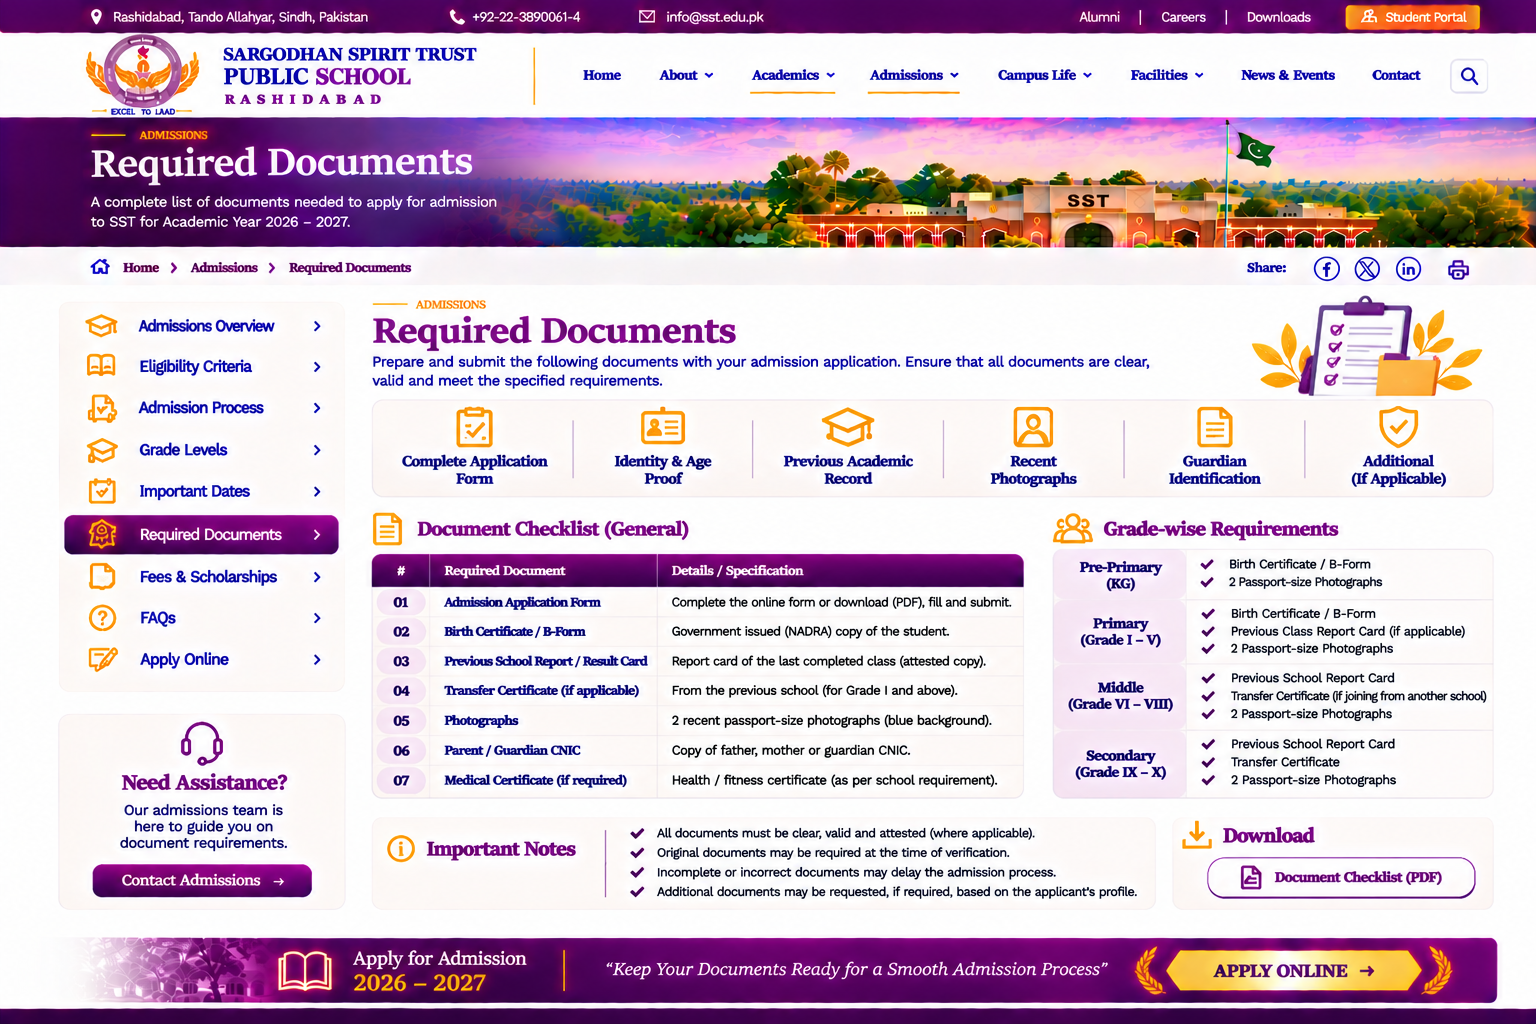 Rashidabad, Tando Allahyar, Sindh, Pakistan
+92-22-3890061-4
info@sst.edu.pk
Alumni
Careers
Downloads
Student Portal
EXCEL TO LEAD
SARGODHAN SPIRIT TRUST
PUBLIC SCHOOL
RASHIDABAD
Home
About
Academics
Admissions
Campus Life
Facilities
News & Events
Contact
ADMISSIONS
Required Documents
A complete list of documents needed to apply for admission
to SST for Academic Year 2026 – 2027.
SST
Home
Admissions
Required Documents
Share:
Admissions Overview
Eligibility Criteria
Admission Process
Grade Levels
Important Dates
Required Documents
Fees & Scholarships
FAQs
Apply Online
Need Assistance?
Our admissions team is
here to guide you on
document requirements.
Contact Admissions →
ADMISSIONS
Required Documents
Prepare and submit the following documents with your admission application. Ensure that all documents are clear,
valid and meet the specified requirements.
Complete Application
Form
Identity & Age
Proof
Previous Academic
Record
Recent
Photographs
Guardian
Identification
Additional
(If Applicable)
Document Checklist (General)
# Required Document Details / Specification
01 Admission Application Form Complete the online form or download (PDF), fill and submit.
02 Birth Certificate / B-Form Government issued (NADRA) copy of the student.
03 Previous School Report / Result Card Report card of the last completed class (attested copy).
04 Transfer Certificate (if applicable) From the previous school (for Grade I and above).
05 Photographs 2 recent passport-size photographs (blue background).
06 Parent / Guardian CNIC Copy of father, mother or guardian CNIC.
07 Medical Certificate (if required) Health / fitness certificate (as per school requirement).
Grade-wise Requirements
Pre-Primary
(KG)
Birth Certificate / B-Form
2 Passport-size Photographs
Primary
(Grade I – V)
Birth Certificate / B-Form
Previous Class Report Card (if applicable)
2 Passport-size Photographs
Middle
(Grade VI – VIII)
Previous School Report Card
Transfer Certificate (if joining from another school)
2 Passport-size Photographs
Secondary
(Grade IX – X)
Previous School Report Card
Transfer Certificate
2 Passport-size Photographs
Important Notes
All documents must be clear, valid and attested (where applicable).
Original documents may be required at the time of verification.
Incomplete or incorrect documents may delay the admission process.
Additional documents may be requested, if required, based on the applicant's profile.
Download
Document Checklist (PDF)
Apply for Admission
2026 – 2027
“Keep Your Documents Ready for a Smooth Admission Process”
APPLY ONLINE →